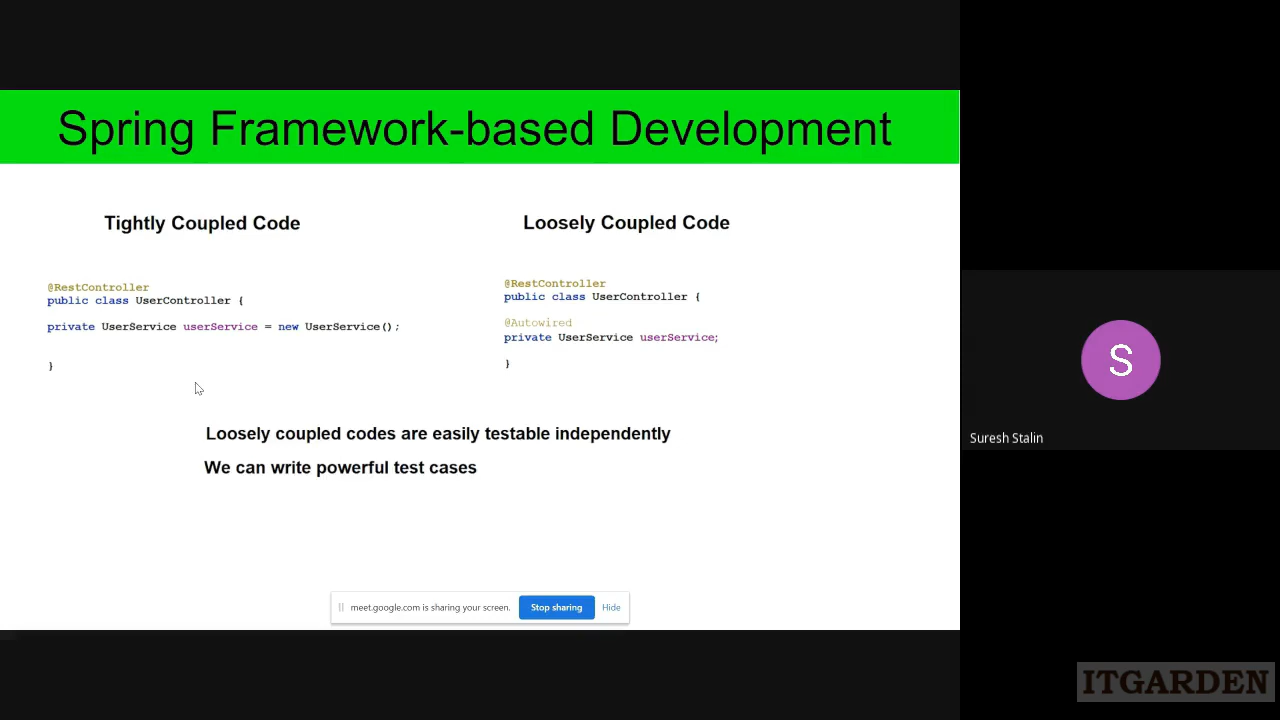 Spring Framework-based Development
Tightly Coupled Code
@RestController
public class UserController {
private UserService userService = new UserService();
}
Loosely Coupled Code
@RestController
public class UserController {
@Autowired
private UserService userService;
}
Loosely coupled codes are easily testable independently
We can write powerful test cases
meet.google.com is sharing your screen. Stop sharing Hide
S
Suresh Stalin
ITGARDEN